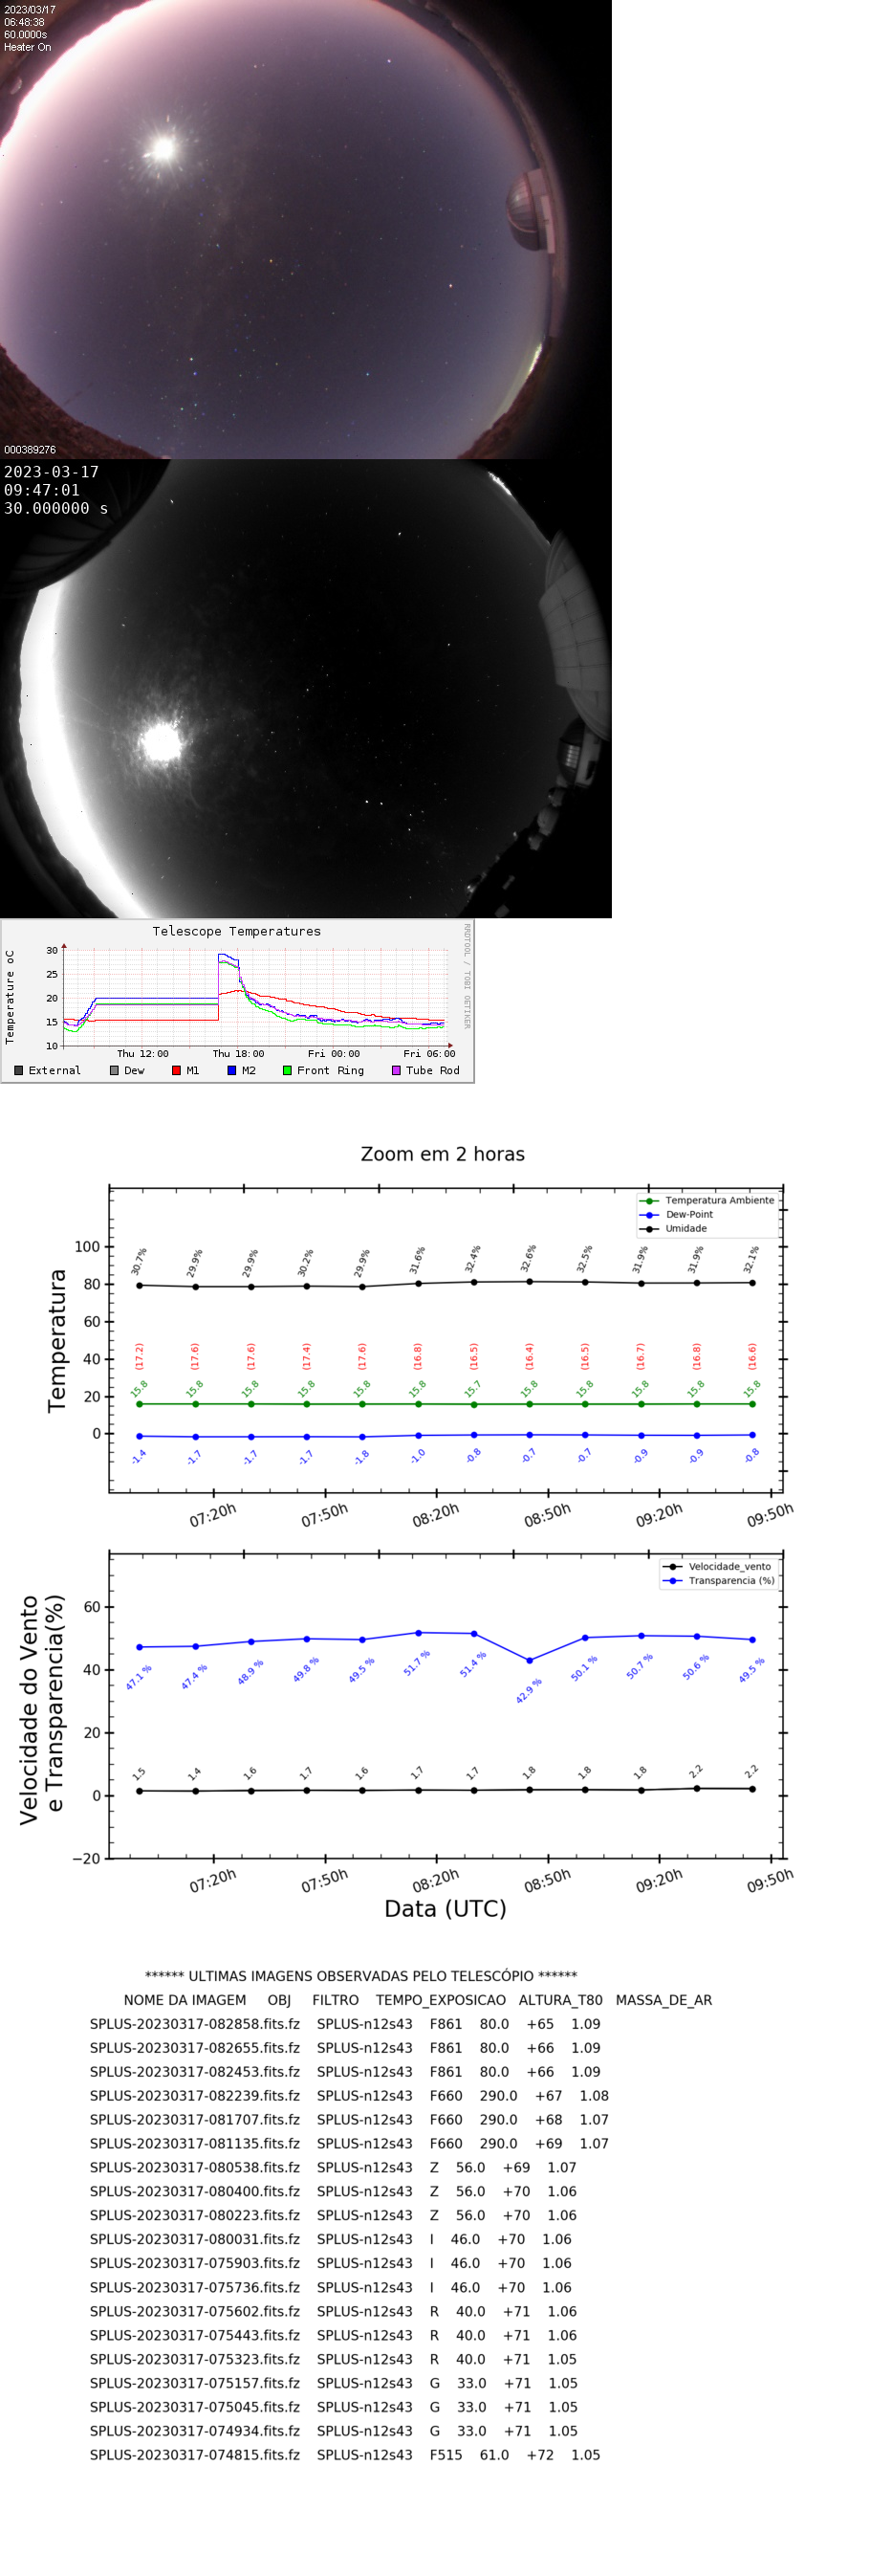 2023/03/17
06:48:38
60.0000s
Heater On
000389276
2023-03-17
09:47:01
30.000000 s
Telescope Temperatures
RRDTOOL / TOBI OETIKER
Temperature oC
30
25
20
15
10
Thu 12:00 Thu 18:00 Fri 00:00 Fri 06:00
External Dew M1 M2 Front Ring Tube Rod
Zoom em 2 horas
Temperatura Ambiente
Dew-Point
Umidade
Temperatura
100
80
60
40
20
0
30.7% 29.9% 29.9% 30.2% 29.9% 31.6% 32.4% 32.6% 32.5% 31.9% 31.9% 32.1%
(17.2) (17.6) (17.6) (17.4) (17.6) (16.8) (16.5) (16.4) (16.5) (16.7) (16.8) (16.6)
15.8 15.8 15.8 15.8 15.8 15.8 15.7 15.8 15.8 15.8 15.8 15.8
-1.4 -1.7 -1.7 -1.7 -1.8 -1.0 -0.8 -0.7 -0.7 -0.9 -0.9 -0.8
07:20h 07:50h 08:20h 08:50h 09:20h 09:50h
Velocidade_vento
Transparencia (%)
Velocidade do Vento
e Transparencia(%)
60
40
20
0
−20
47.1 % 47.4 % 48.9 % 49.8 % 49.5 % 51.7 % 51.4 % 42.9 % 50.1 % 50.7 % 50.6 % 49.5 %
1.5 1.4 1.6 1.7 1.6 1.7 1.7 1.8 1.8 1.8 2.2 2.2
07:20h 07:50h 08:20h 08:50h 09:20h 09:50h
Data (UTC)
****** ULTIMAS IMAGENS OBSERVADAS PELO TELESCÓPIO ******
NOME DA IMAGEM OBJ FILTRO TEMPO_EXPOSICAO ALTURA_T80 MASSA_DE_AR
SPLUS-20230317-082858.fits.fz SPLUS-n12s43 F861 80.0 +65 1.09
SPLUS-20230317-082655.fits.fz SPLUS-n12s43 F861 80.0 +66 1.09
SPLUS-20230317-082453.fits.fz SPLUS-n12s43 F861 80.0 +66 1.09
SPLUS-20230317-082239.fits.fz SPLUS-n12s43 F660 290.0 +67 1.08
SPLUS-20230317-081707.fits.fz SPLUS-n12s43 F660 290.0 +68 1.07
SPLUS-20230317-081135.fits.fz SPLUS-n12s43 F660 290.0 +69 1.07
SPLUS-20230317-080538.fits.fz SPLUS-n12s43 Z 56.0 +69 1.07
SPLUS-20230317-080400.fits.fz SPLUS-n12s43 Z 56.0 +70 1.06
SPLUS-20230317-080223.fits.fz SPLUS-n12s43 Z 56.0 +70 1.06
SPLUS-20230317-080031.fits.fz SPLUS-n12s43 I 46.0 +70 1.06
SPLUS-20230317-075903.fits.fz SPLUS-n12s43 I 46.0 +70 1.06
SPLUS-20230317-075736.fits.fz SPLUS-n12s43 I 46.0 +70 1.06
SPLUS-20230317-075602.fits.fz SPLUS-n12s43 R 40.0 +71 1.06
SPLUS-20230317-075443.fits.fz SPLUS-n12s43 R 40.0 +71 1.06
SPLUS-20230317-075323.fits.fz SPLUS-n12s43 R 40.0 +71 1.05
SPLUS-20230317-075157.fits.fz SPLUS-n12s43 G 33.0 +71 1.05
SPLUS-20230317-075045.fits.fz SPLUS-n12s43 G 33.0 +71 1.05
SPLUS-20230317-074934.fits.fz SPLUS-n12s43 G 33.0 +71 1.05
SPLUS-20230317-074815.fits.fz SPLUS-n12s43 F515 61.0 +72 1.05